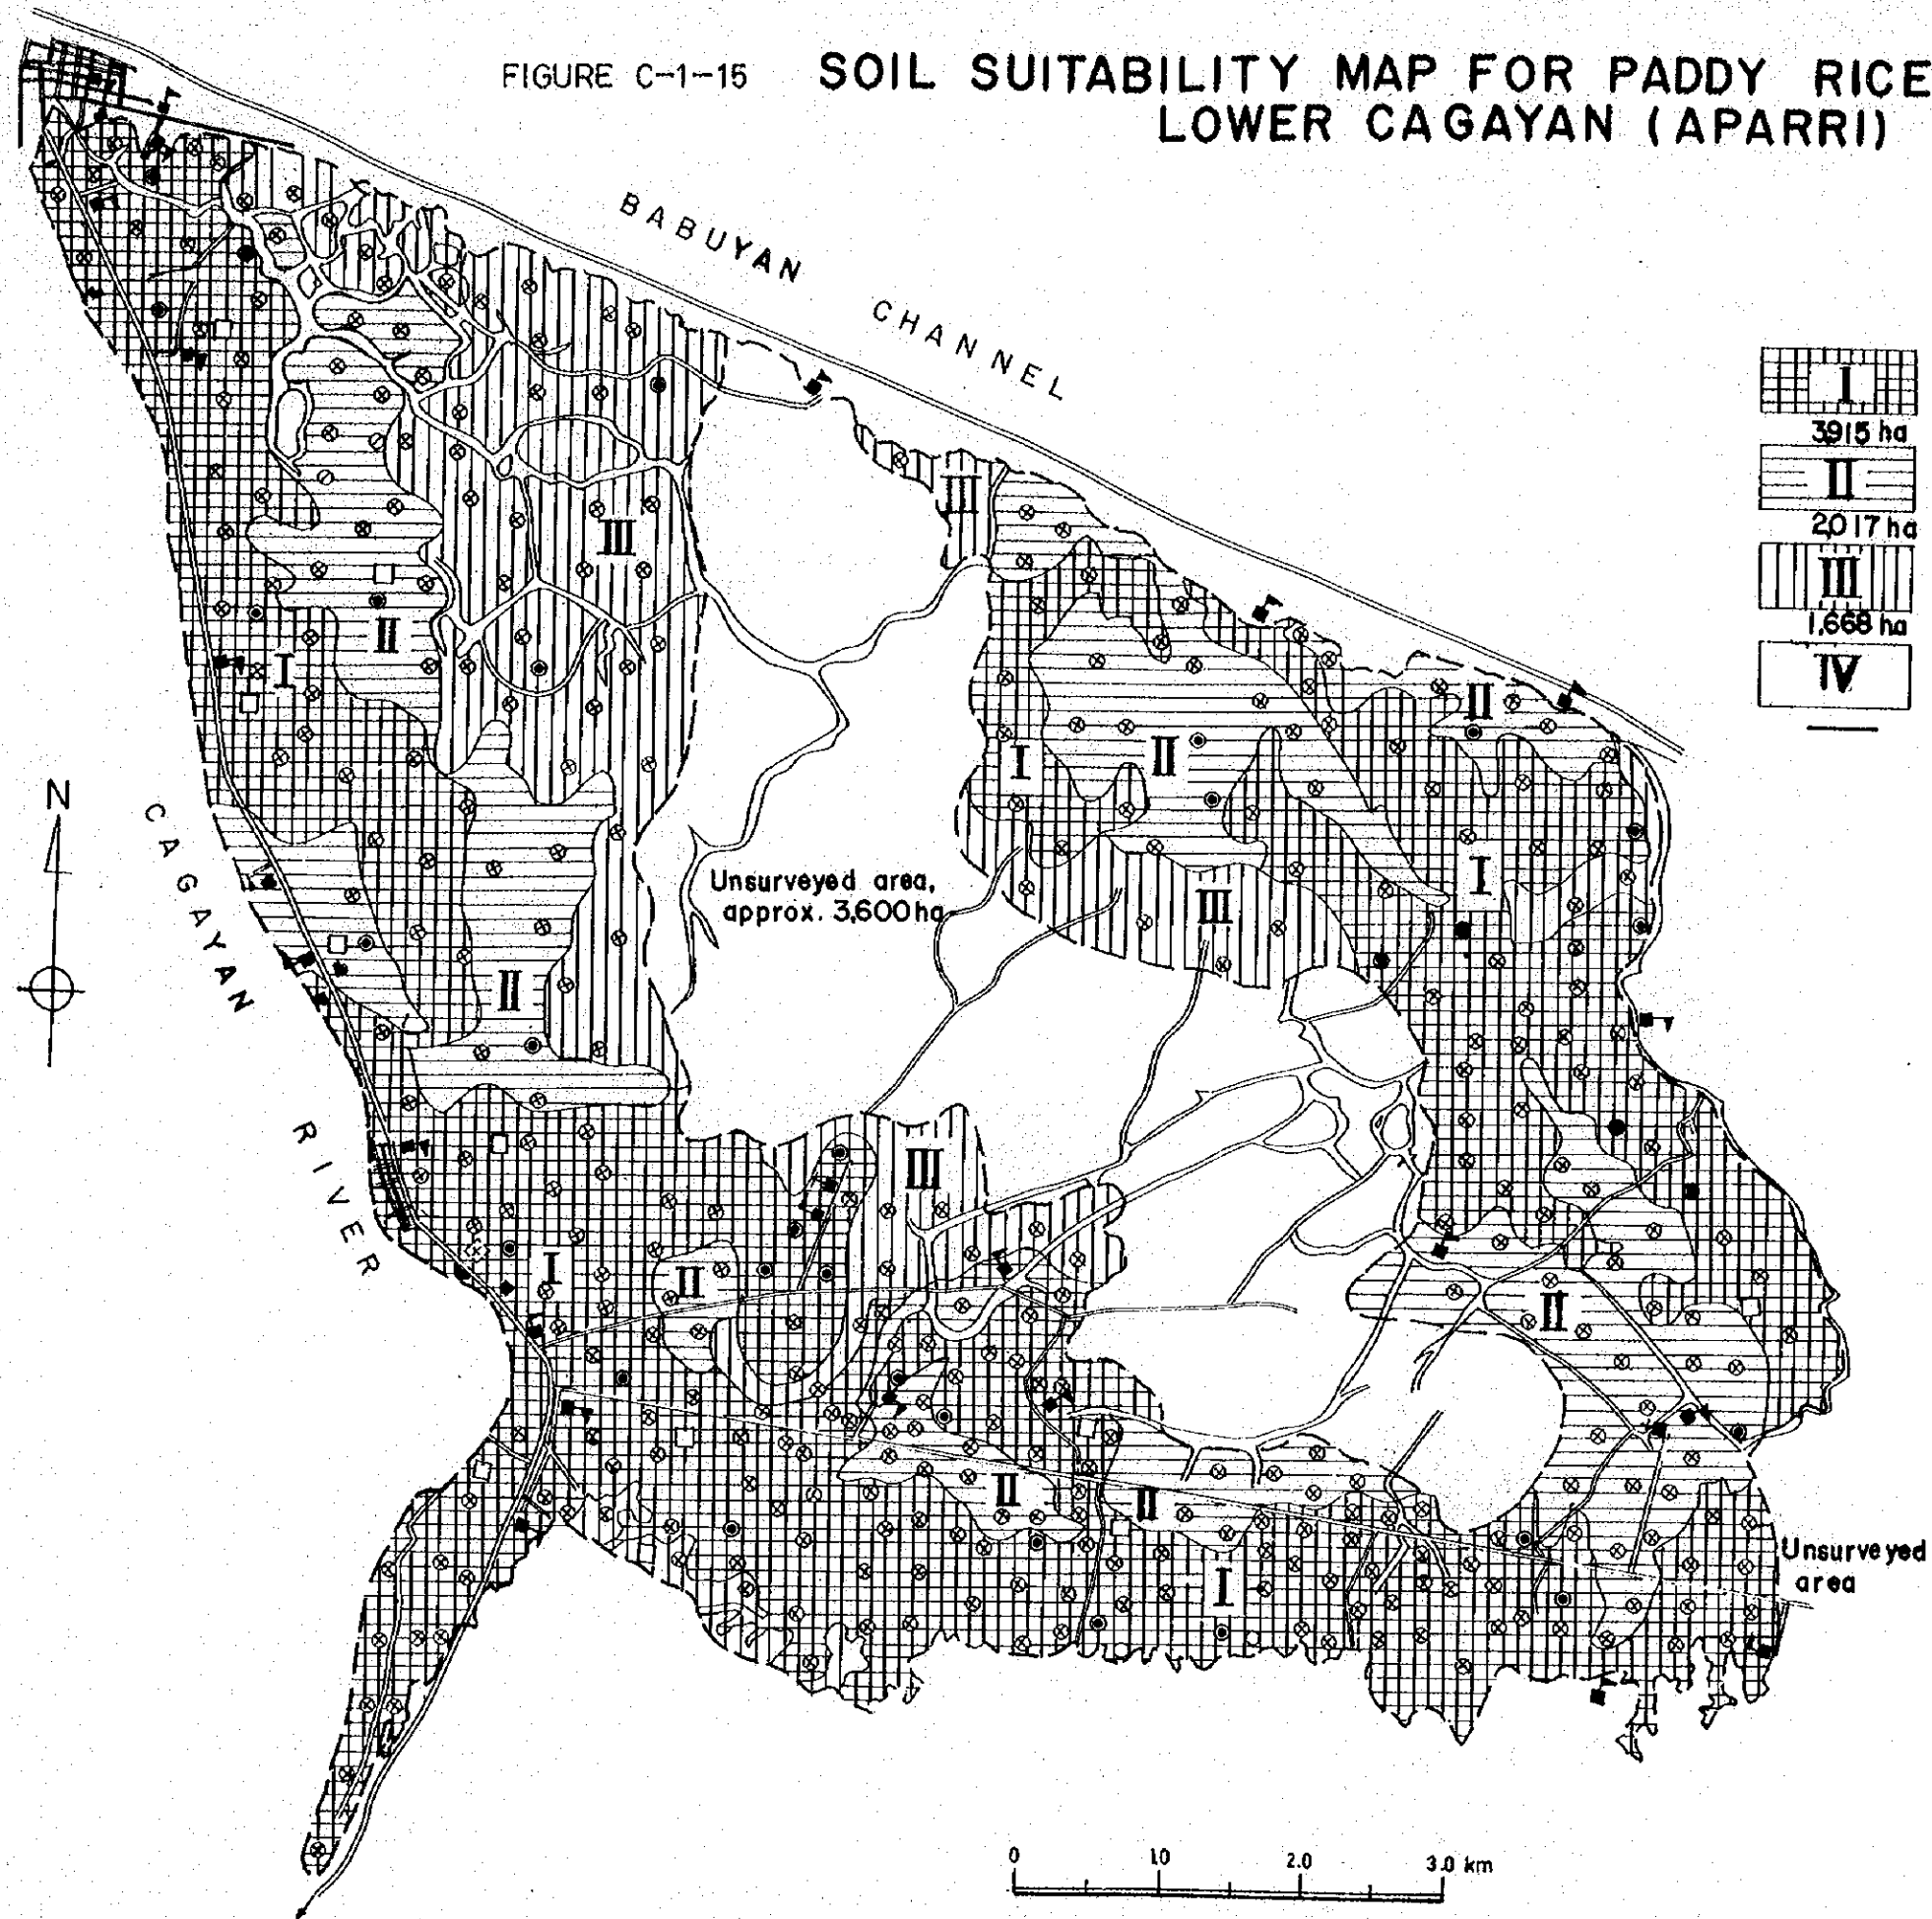 FIGURE C-1-15
SOIL SUITABILITY MAP FOR PADDY RICE
LOWER CAGAYAN (APARRI)
BABUYAN CHANNEL
I
3,915 ha
II
2,017 ha
III
1,668 ha
IV
III
III
II
I
II
I
II
I
III
II
N
CAGAYAN RIVER
Unsurveyed area,
approx. 3,600 ha
III
I
II
II
II
II
I
Unsurveyed
area
0 1.0 2.0 3.0 km